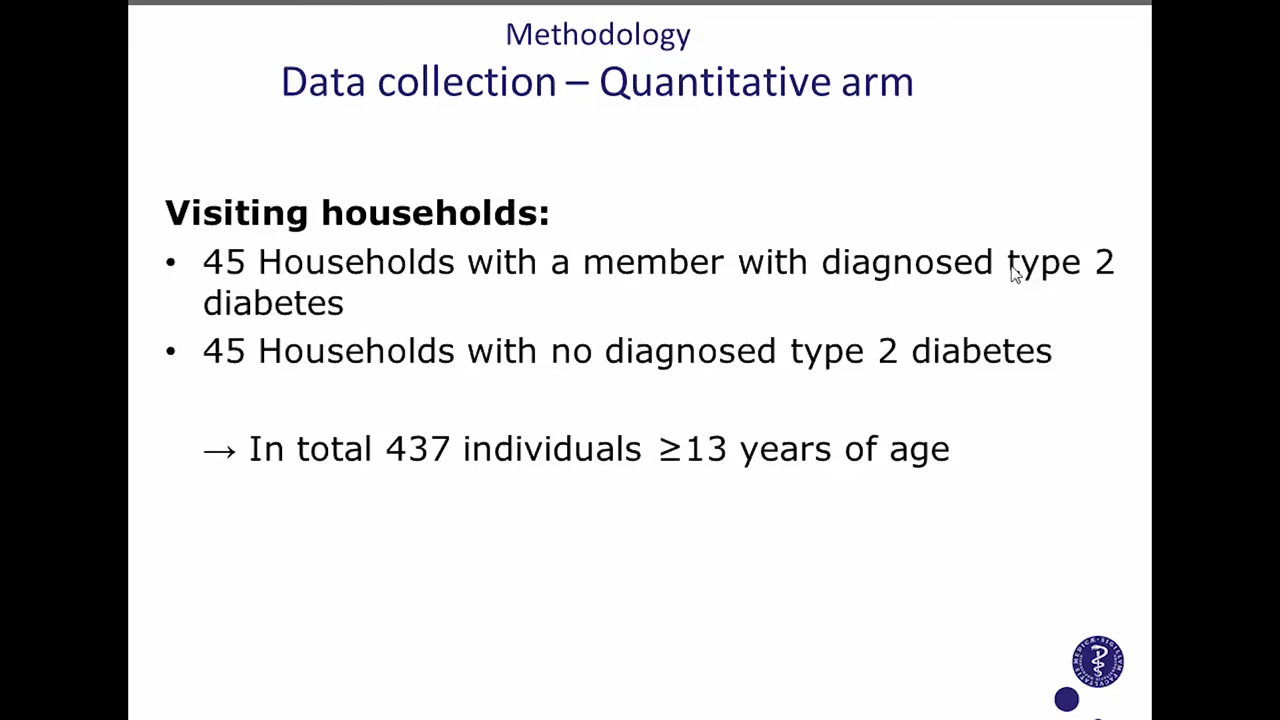 Methodology
Data collection – Quantitative arm
Visiting households:
• 45 Households with a member with diagnosed type 2
diabetes
• 45 Households with no diagnosed type 2 diabetes
→ In total 437 individuals ≥13 years of age